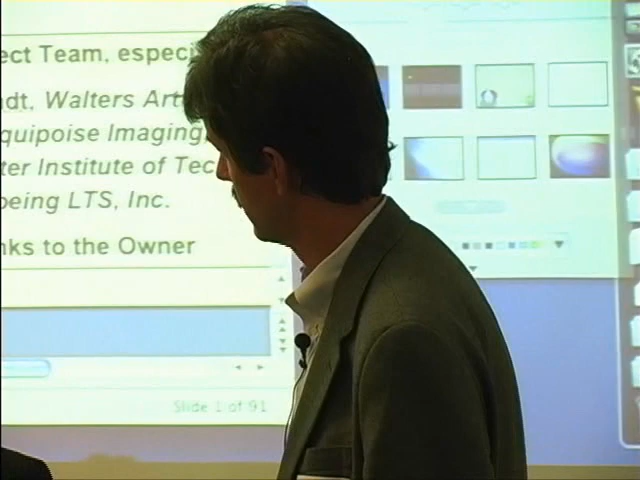 ect Team, especi
dt, Walters Art
quipoise Imaging
ter Institute of Tec
oeing LTS, Inc.
nks to the Owner
Slide 1 of 91